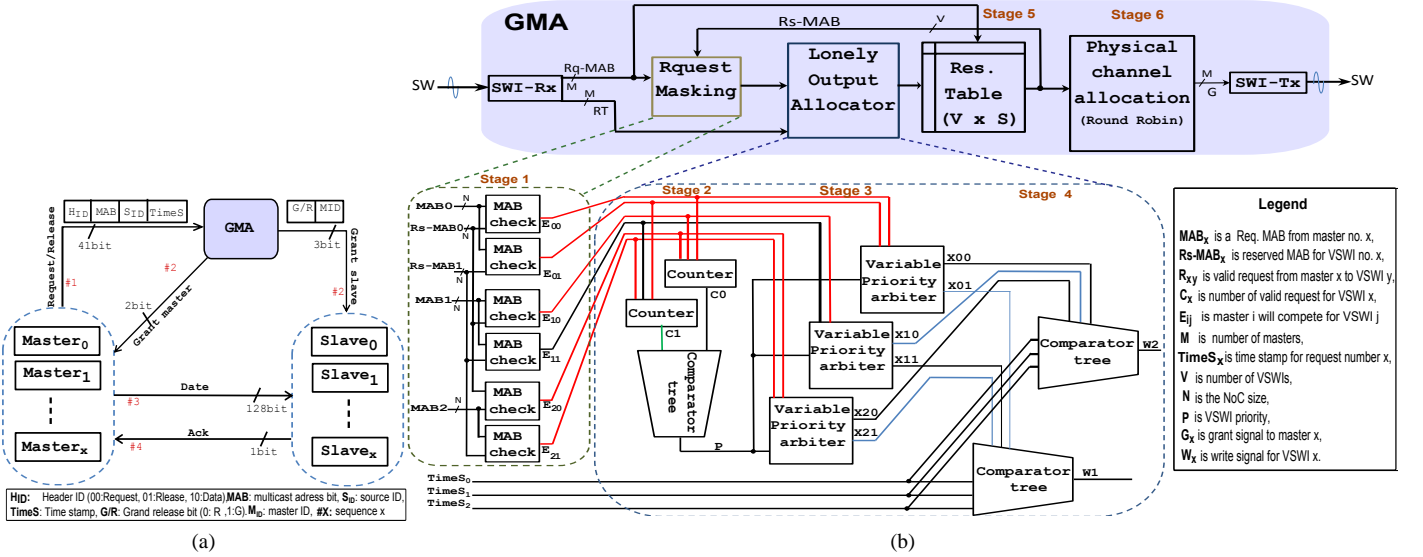 GMA
SW
SWI-Rx
Rq-MAB
M
M
RT
Rquest
Masking
Rs-MAB
V
Lonely
Output
Allocator
Stage 5
Res.
Table
(V x S)
Stage 6
Physical
channel
allocation
(Round Robin)
M
G
SWI-Tx
SW
HID MAB SID TimeS
41bit
Request/Release
#1
GMA
#2
2bit
Grant master
G/R MID
3bit
Grant slave
#2
Master0
Master1
Masterx
Date
#3
128bit
Ack
#4
1bit
Slave0
Slave1
Slavex
HID: Header ID (00:Request, 01:Rlease, 10:Data),MAB: multicast adress bit, SID: source ID,
TimeS: Time stamp, G/R: Grand release bit (0: R ,1:G).MID: master ID, #X: sequence x
(a)
Stage 1
MAB0
N
Rs-MAB0
N
Rs-MAB1
N
MAB1
N
MAB2
N
MAB
check
E00
MAB
check
E01
MAB
check
E10
MAB
check
E11
MAB
check
E20
MAB
check
E21
Stage 2
Counter
C0
Counter
C1
Comparator
tree
P
Stage 3
Variable
Priority
arbiter
X00
X01
Variable
Priority
arbiter
X10
X11
Variable
Priority
arbiter
X20
X21
Stage 4
Comparator
tree
W2
Comparator
tree
W1
TimeS0
TimeS1
TimeS2
Legend
MABx is a Req. MAB from master no. x,
Rs-MABx is reserved MAB for VSWI no. x,
Rxy is valid request from master x to VSWI y,
Cx is number of valid request for VSWI x,
Eij is master i will compete for VSWI j
M is number of masters,
TimeSx is time stamp for request number x,
V is number of VSWIs,
N is the NoC size,
P is VSWI priority,
Gx is grant signal to master x,
Wx is write signal for VSWI x.
(b)